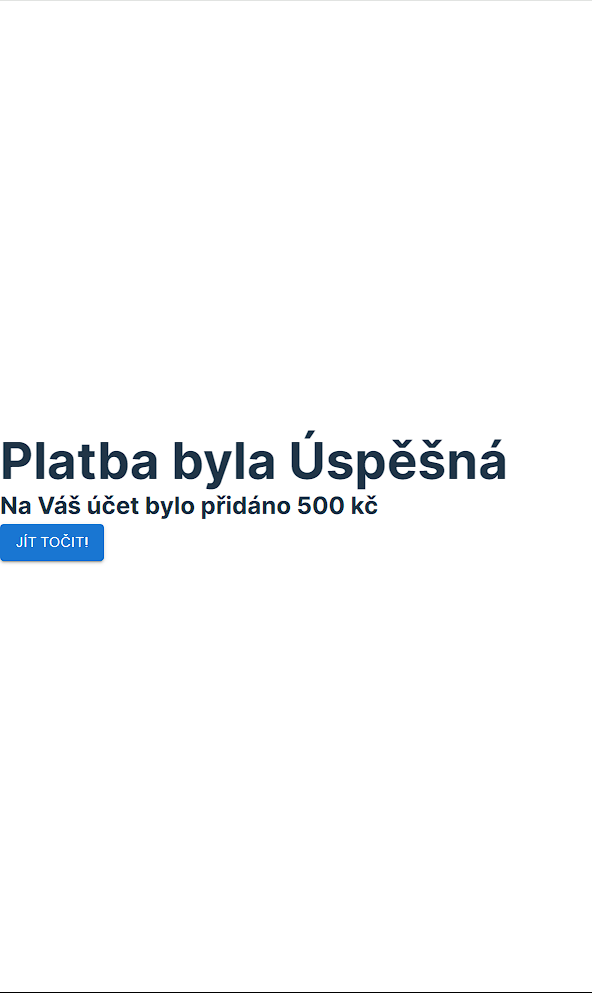 Platba byla Úspěšná
Na Váš účet bylo přidáno 500 kč
JÍT TOČIT!